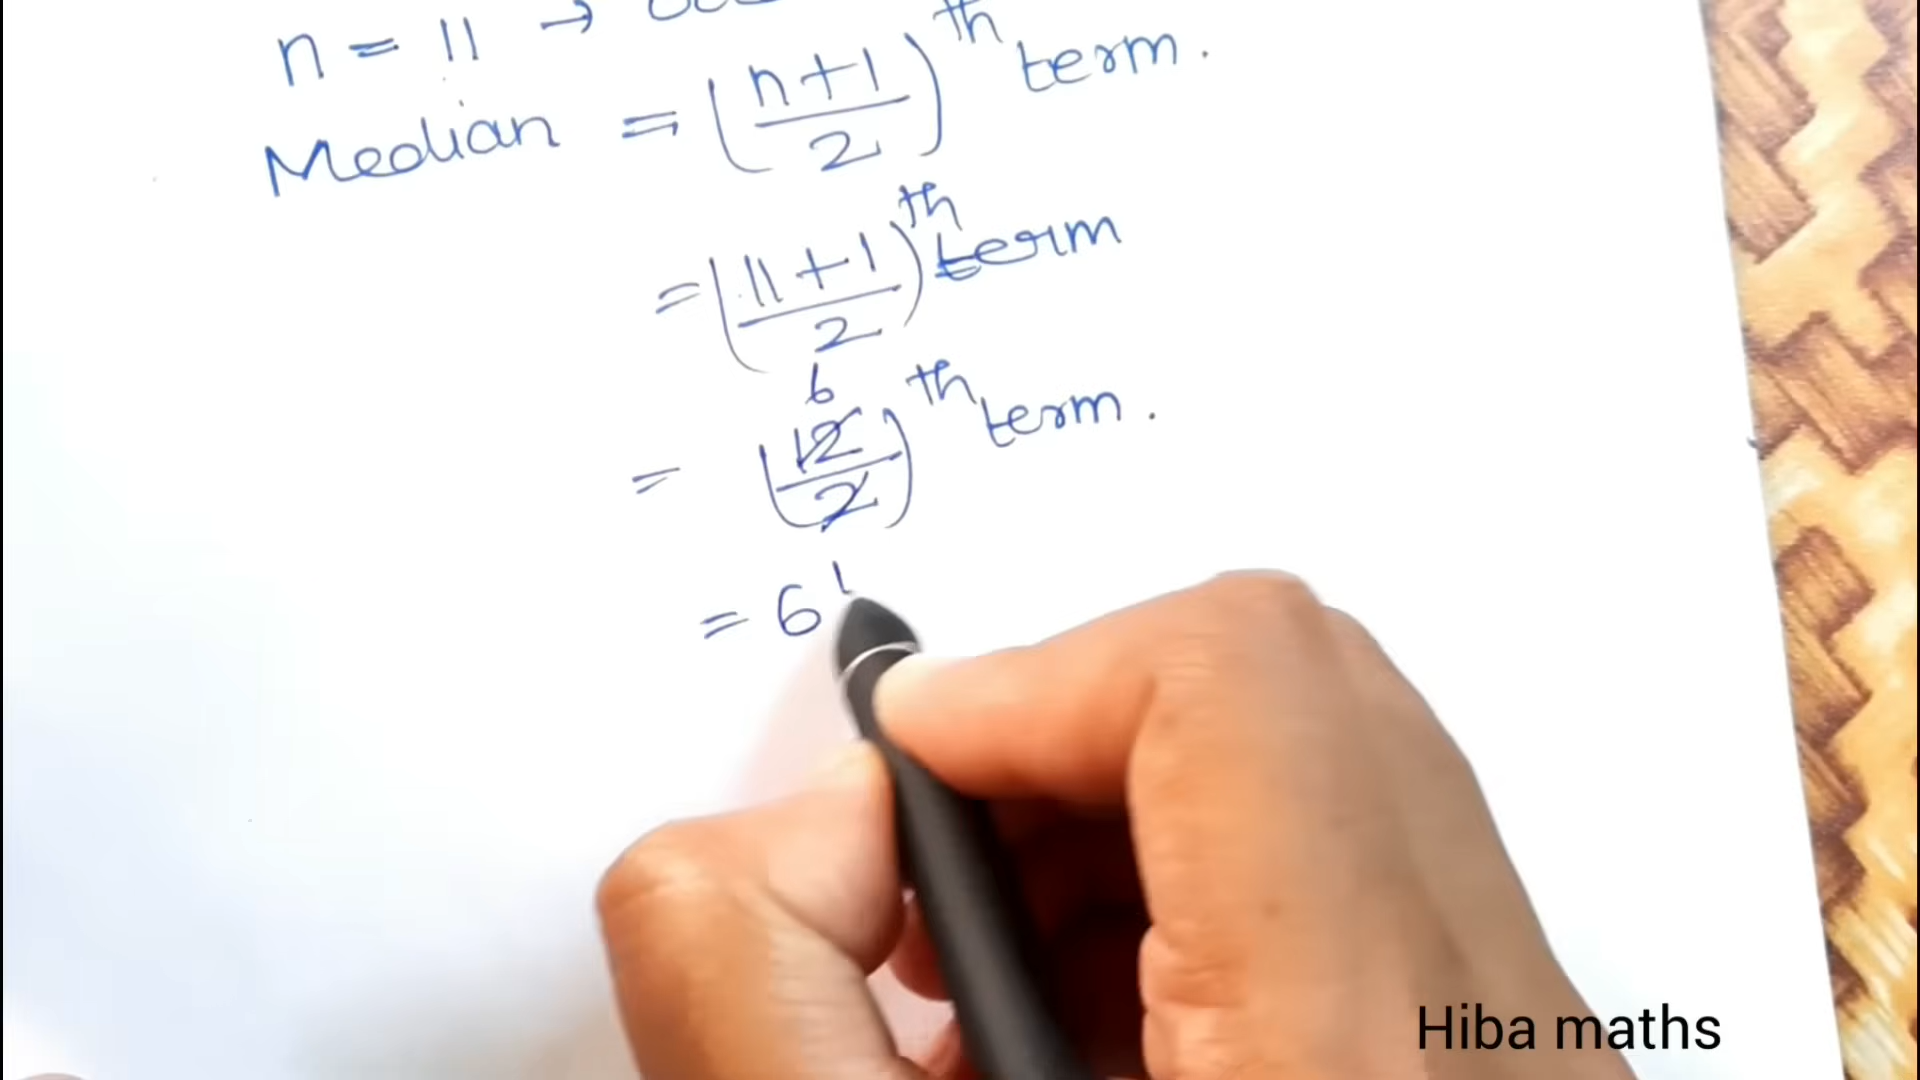 n = 11 →
Median = (n+1/2)th term.
= (11+1/2)th term
6
= (12/2)th term.
= 6
Hiba maths